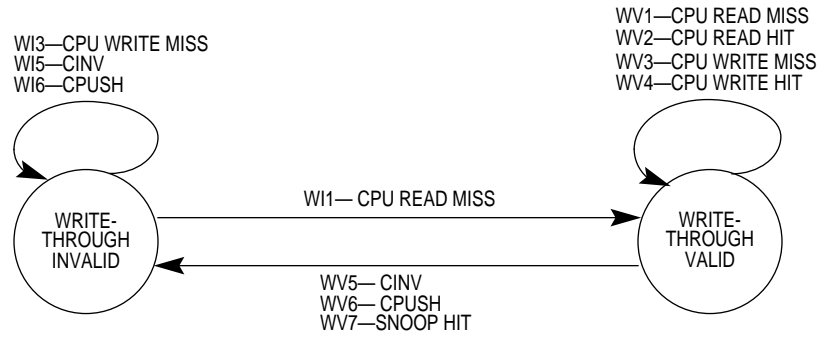 WI3—CPU WRITE MISS
WI5—CINV
WI6—CPUSH
WV1—CPU READ MISS
WV2—CPU READ HIT
WV3—CPU WRITE MISS
WV4—CPU WRITE HIT
WI1— CPU READ MISS
WRITE-
THROUGH
INVALID
WRITE-
THROUGH
VALID
WV5— CINV
WV6— CPUSH
WV7—SNOOP HIT